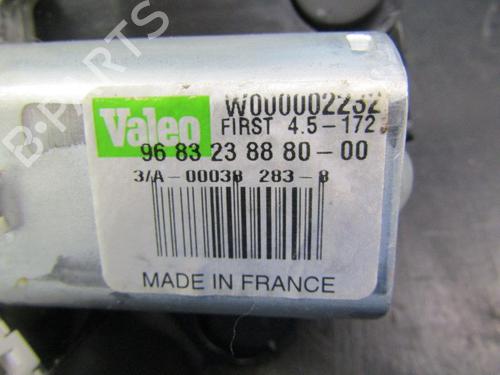 Valeo
W000002232
FIRST 4.5-172
96 83 23 88 80-00
3/A-00038 283-8
MADE IN FRANCE
B-PARTS